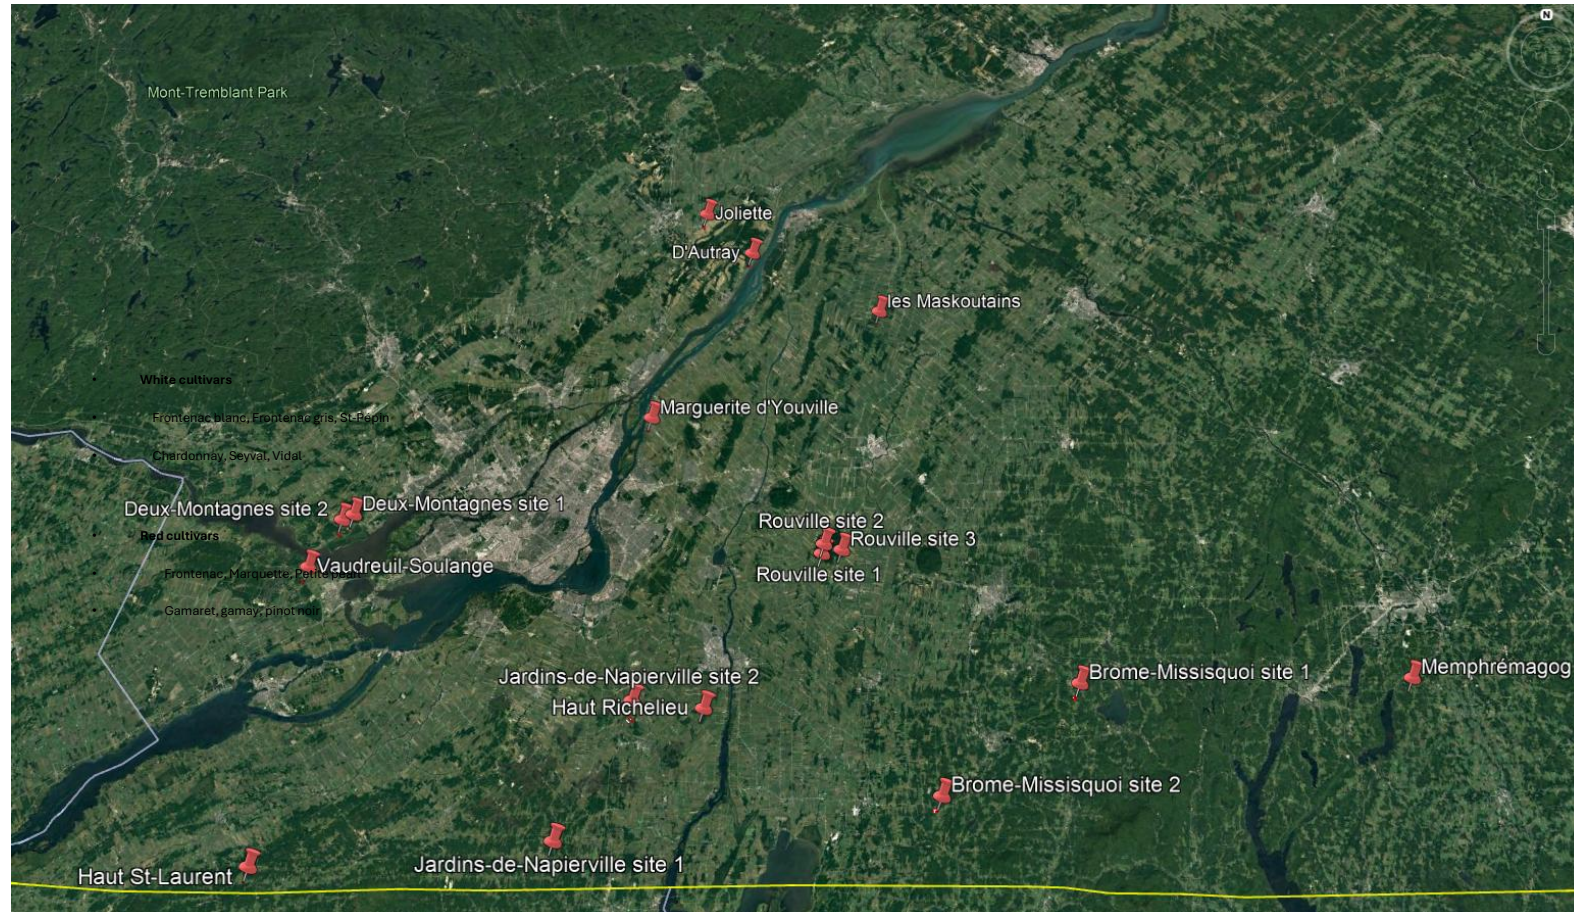 N
Mont-Tremblant Park
Joliette
D'Autray
les Maskoutains
White cultivars
Marguerite d'Youville
Frontenac blanc, Frontenac gris, St-Pépin
Chardonnay, Seyval, Vidal
Deux-Montagnes site 2
Deux-Montagnes site 1
Rouville site 2
Red cultivars
Rouville site 3
Vaudreuil-Soulange
Frontenac, Marquette, Petite pearl
Rouville site 1
Gamaret, gamay, pinot noir
Jardins-de-Napierville site 2
Brome-Missisquoi site 1
Memphrémagog
Haut Richelieu
Brome-Missisquoi site 2
Jardins-de-Napierville site 1
Haut St-Laurent